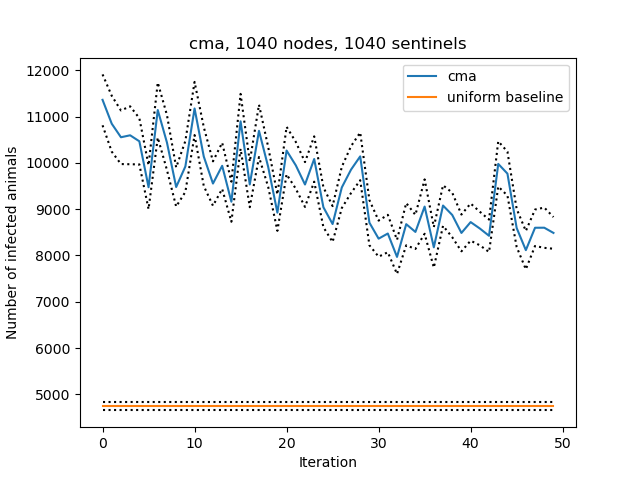 cma, 1040 nodes, 1040 sentinels
cma
uniform baseline
12000
11000
10000
9000
8000
7000
6000
5000
Number of infected animals
0 10 20 30 40 50
Iteration